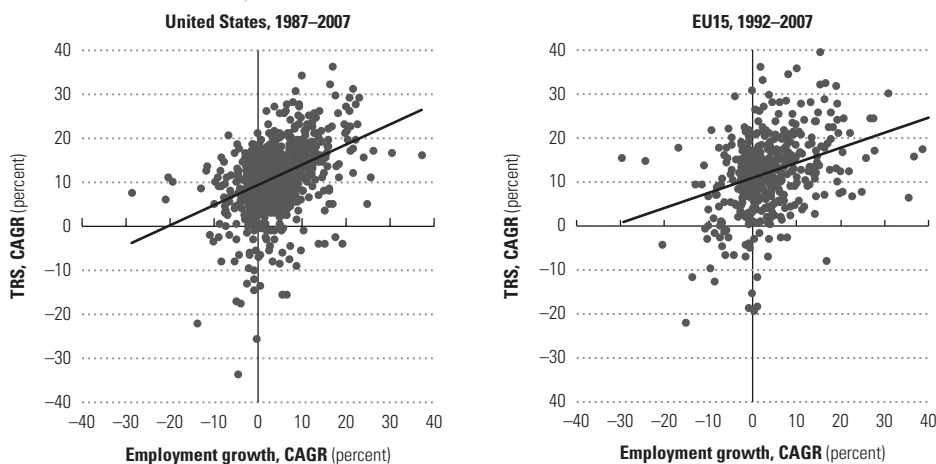 United States, 1987–2007
TRS, CAGR (percent)
40
30
20
10
0
–10
–20
–30
–40
–40 –30 –20 –10 0 10 20 30 40
Employment growth, CAGR (percent)
EU15, 1992–2007
TRS, CAGR (percent)
40
30
20
10
0
–10
–20
–30
–40
–40 –30 –20 –10 0 10 20 30 40
Employment growth, CAGR (percent)